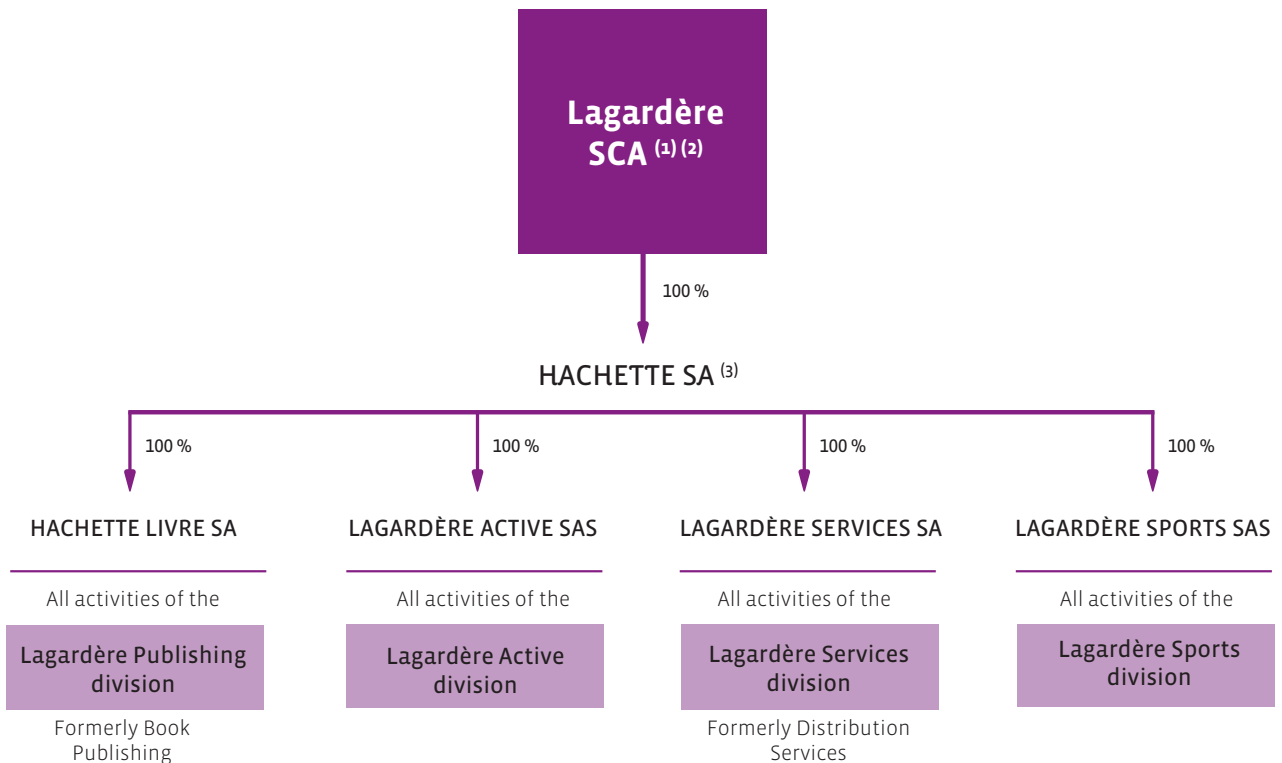 Lagardère
SCA (1) (2)
100 %
HACHETTE SA (3)
100 %
100 %
100 %
100 %
HACHETTE LIVRE SA
LAGARDÈRE ACTIVE SAS
LAGARDÈRE SERVICES SA
LAGARDÈRE SPORTS SAS
All activities of the
All activities of the
All activities of the
All activities of the
Lagardère Publishing
division
Lagardère Active
division
Lagardère Services
division
Lagardère Sports
division
Formerly Book
Publishing
Formerly Distribution
Services